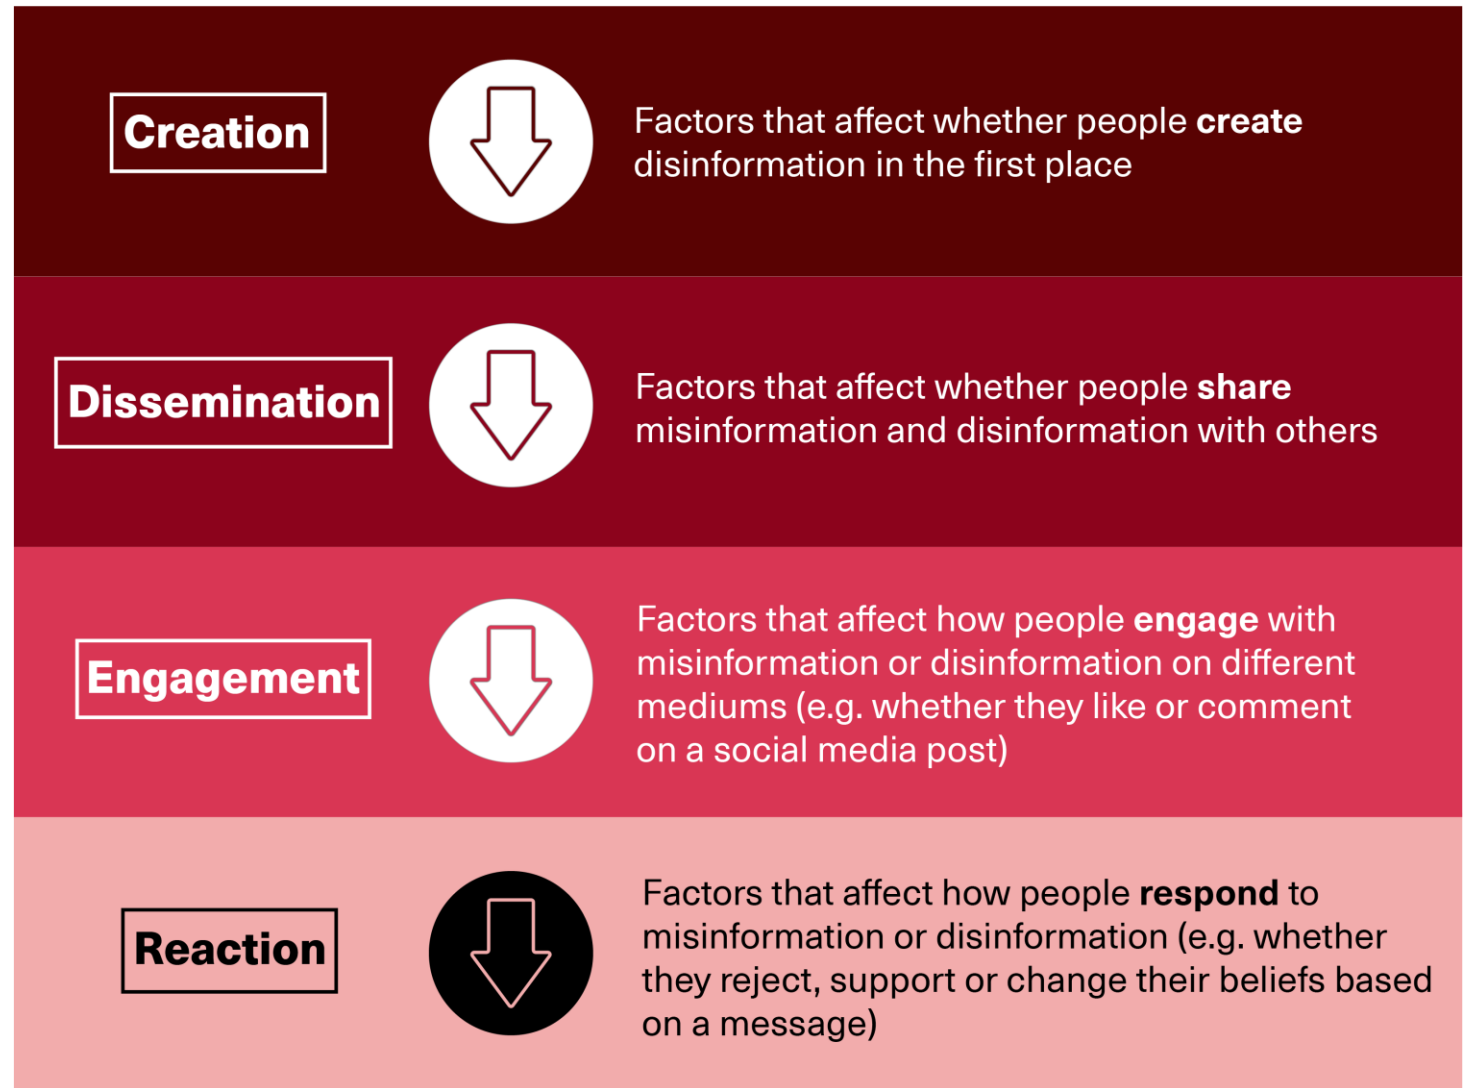 Creation
Factors that affect whether people create
disinformation in the first place
Dissemination
Factors that affect whether people share
misinformation and disinformation with others
Engagement
Factors that affect how people engage with
misinformation or disinformation on different
mediums (e.g. whether they like or comment
on a social media post)
Reaction
Factors that affect how people respond to
misinformation or disinformation (e.g. whether
they reject, support or change their beliefs based
on a message)